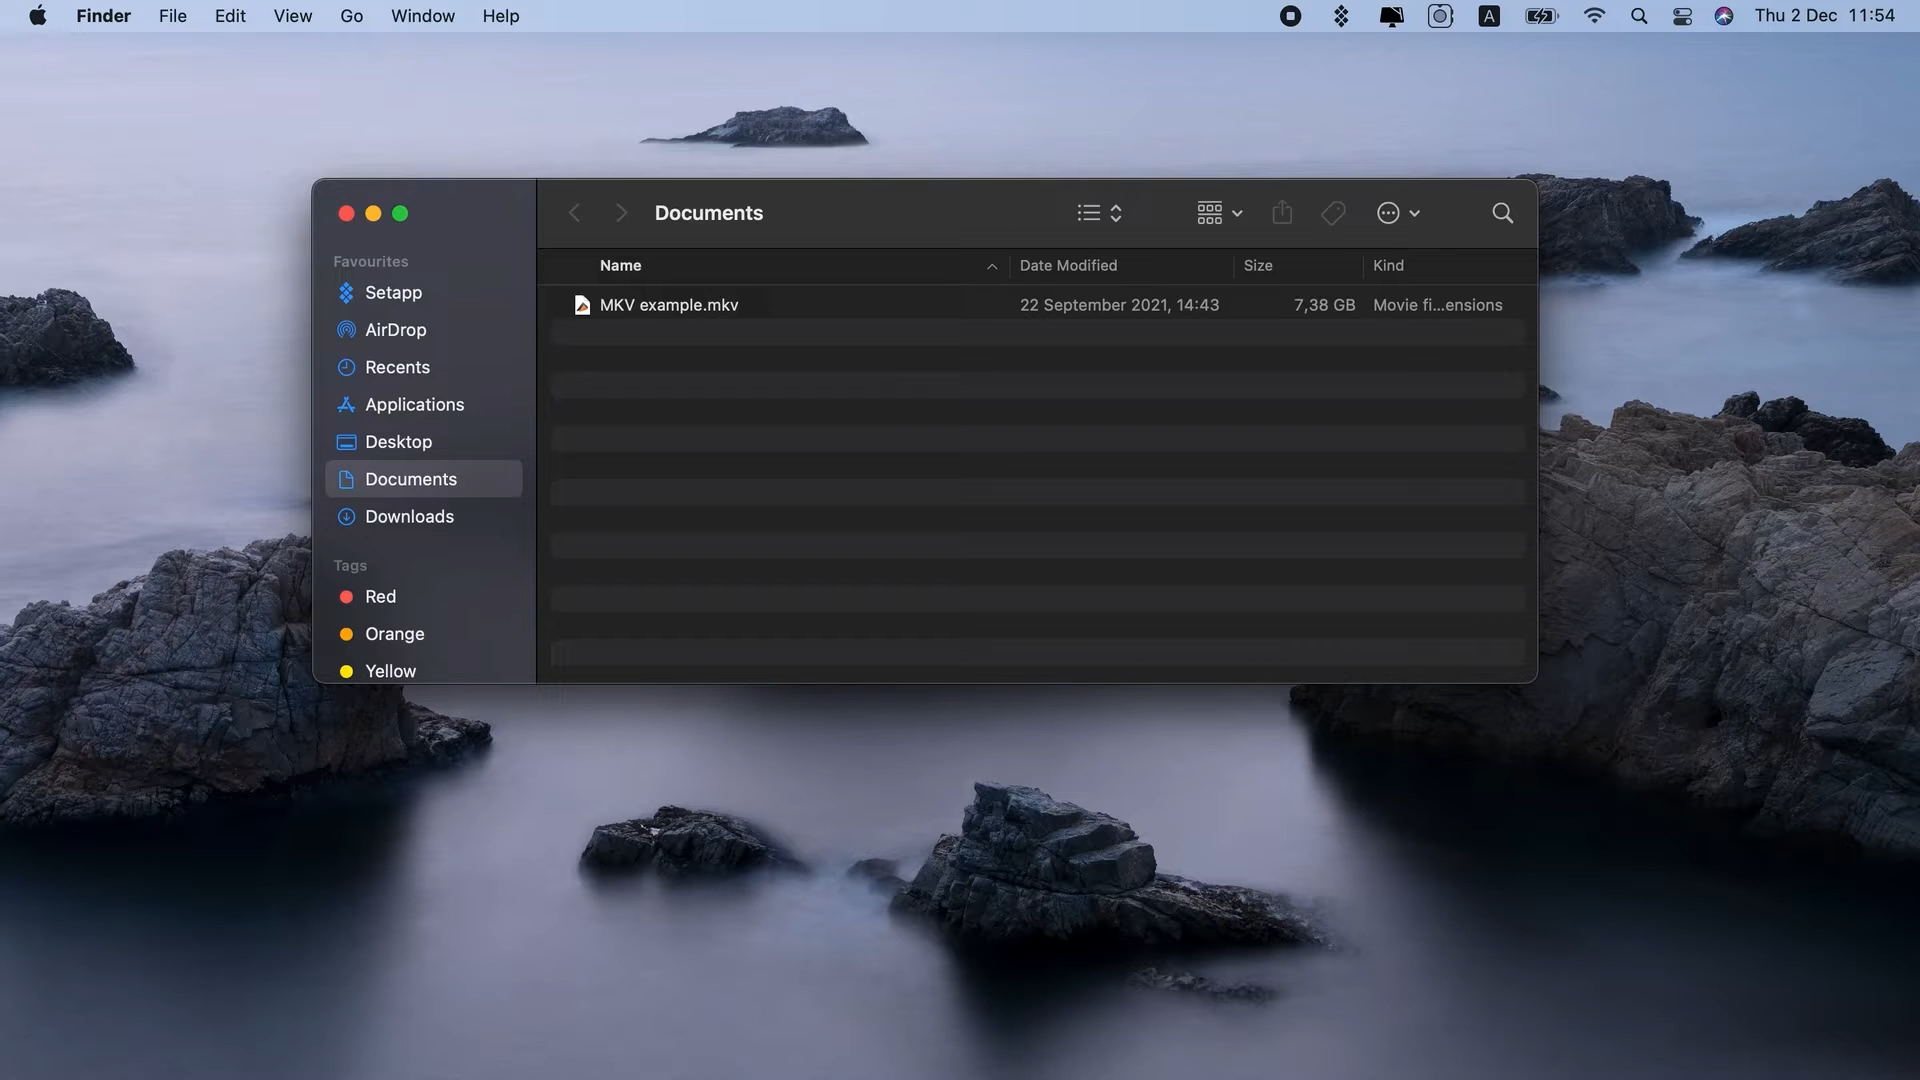 Finder File Edit View Go Window Help A Thu 2 Dec 11:54
Documents
Favourites
Name Date Modified Size Kind
Setapp
MKV example.mkv 22 September 2021, 14:43 7,38 GB Movie fi...ensions
AirDrop
Recents
Applications
Desktop
Documents
Downloads
Tags
Red
Orange
Yellow